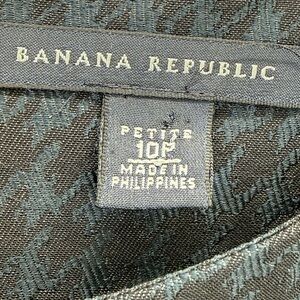 BANANA REPUBLIC
PETITE
10P
MADE IN
PHILIPPINES